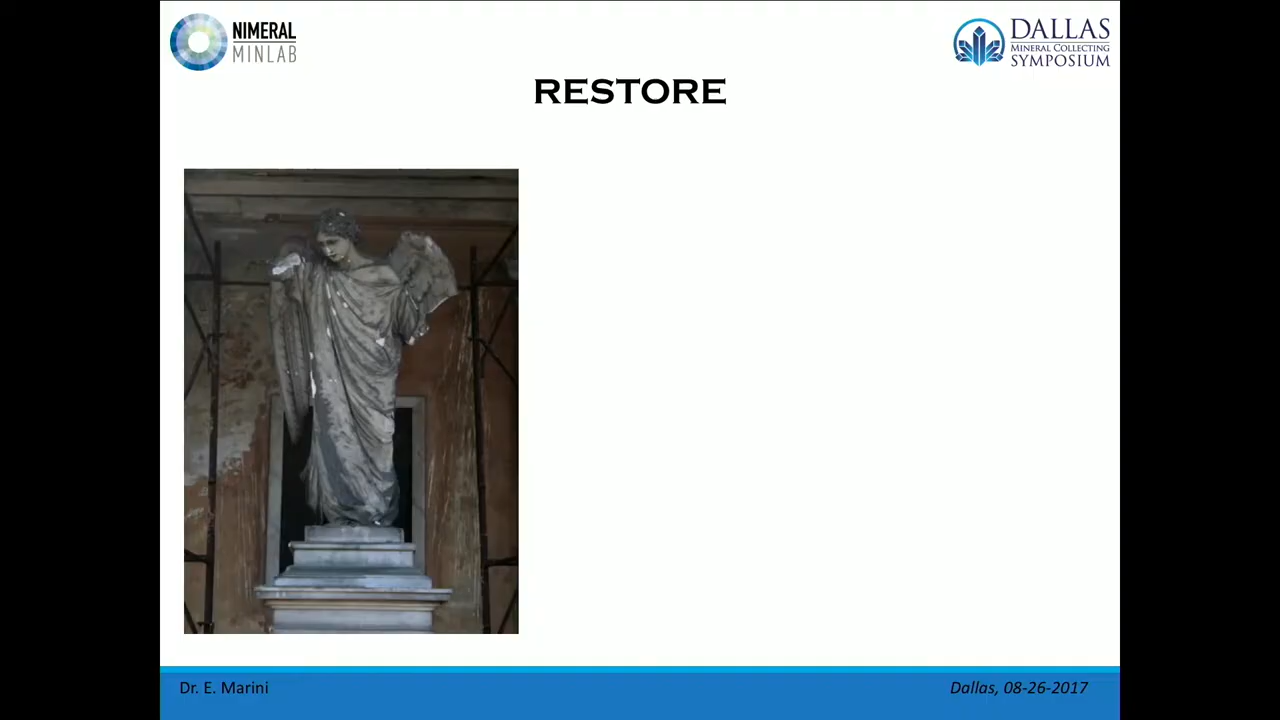 NIMERAL
MINLAB
DALLAS
MINERAL COLLECTING
SYMPOSIUM
RESTORE
Dr. E. Marini
Dallas, 08-26-2017